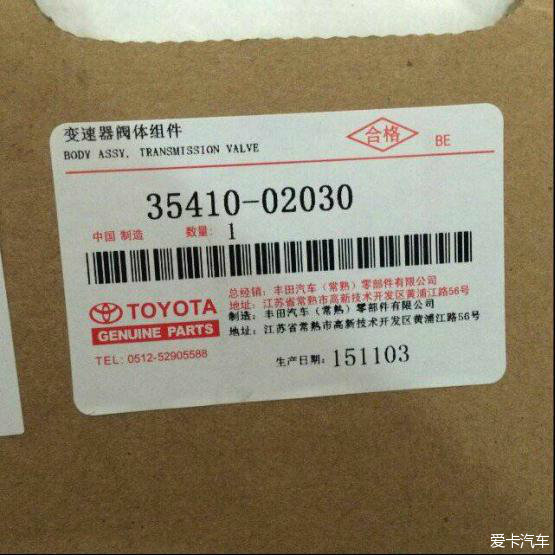 变速器阀体组件
BODY ASSY, TRANSMISSION VALVE
合格
BE
35410-02030
中国 制造 数量: 1
总经销: 丰田汽车（常熟）零部件有限公司
地址: 江苏省常熟市高新技术开发区黄浦江路56号
制造: 丰田汽车（常熟）零部件有限公司
地址: 江苏省常熟市高新技术开发区黄浦江路56号
TOYOTA
GENUINE PARTS
TEL: 0512-52905588
生产日期: 151103
爱卡汽车